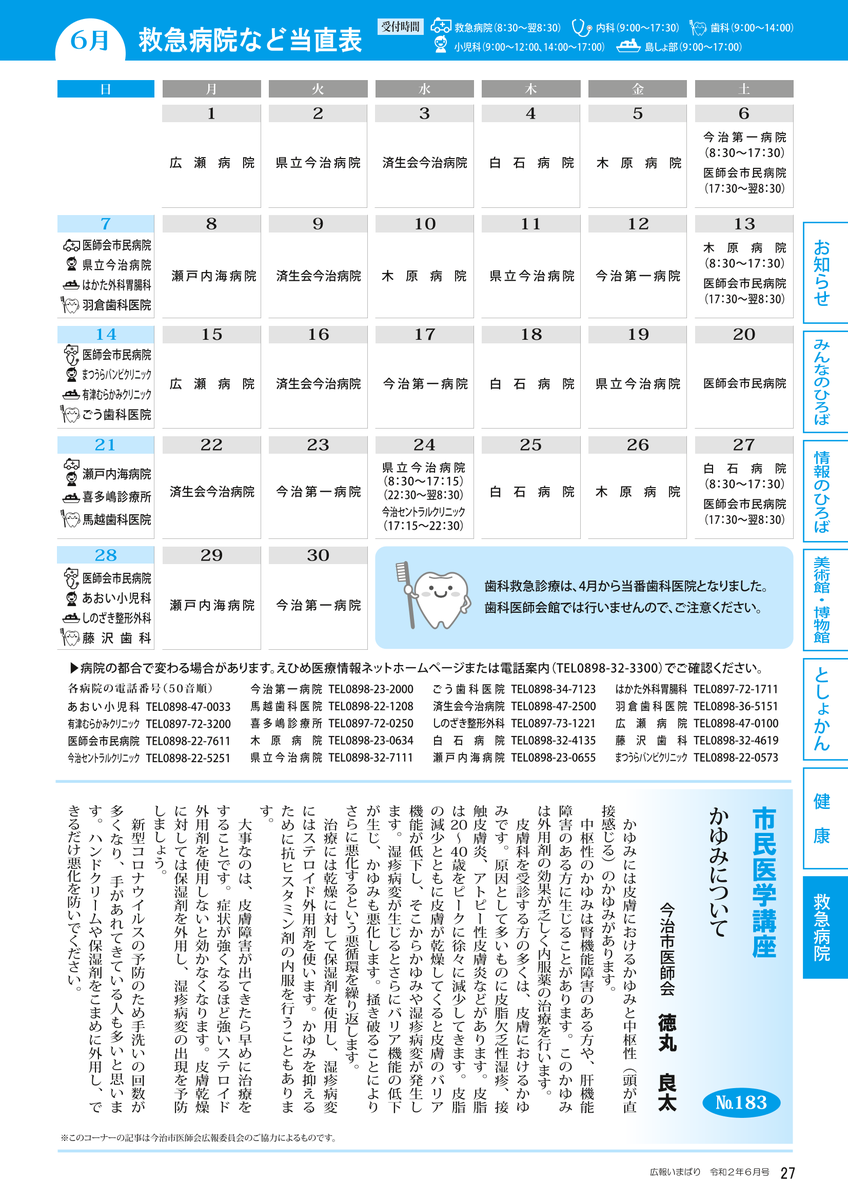 6月 救急病院など当直表
受付時間 救急病院(8:30〜翌8:30) 内科(9:00〜17:30) 歯科(9:00〜14:00)
小児科(9:00〜12:00、14:00〜17:00) 島しょ部(9:00〜17:00)
日 月 火 水 木 金 土
1 2 3 4 5 6
広瀬病院 県立今治病院 済生会今治病院 白石病院 木原病院
今治第一病院
(8:30〜17:30)
医師会市民病院
(17:30〜翌8:30)
7 8 9 10 11 12 13
医師会市民病院
県立今治病院
はかた外科胃腸科
羽倉歯科医院
瀬戸内海病院 済生会今治病院 木原病院 県立今治病院 今治第一病院
木原病院
(8:30〜17:30)
医師会市民病院
(17:30〜翌8:30)
14 15 16 17 18 19 20
医師会市民病院
まつうらバンビクリニック
有津むらかみクリニック
ごう歯科医院
広瀬病院 済生会今治病院 今治第一病院 白石病院 県立今治病院 医師会市民病院
21 22 23 24 25 26 27
瀬戸内海病院
喜多嶋診療所
馬越歯科医院
済生会今治病院 今治第一病院
県立今治病院
(8:30〜17:15)
(22:30〜翌8:30)
今治セントラルクリニック
(17:15〜22:30)
白石病院 木原病院
白石病院
(8:30〜17:30)
医師会市民病院
(17:30〜翌8:30)
28 29 30
医師会市民病院
あおい小児科
しのざき整形外科
藤沢歯科
瀬戸内海病院 今治第一病院
歯科救急診療は、4月から当番歯科医院となりました。
歯科医師会館では行いませんので、ご注意ください。
▶病院の都合で変わる場合があります。えひめ医療情報ネットホームページまたは電話案内(TEL0898-32-3300)でご確認ください。
各病院の電話番号(50音順) 今治第一病院 TEL0898-23-2000 ごう歯科医院 TEL0898-34-7123 はかた外科胃腸科 TEL0897-72-1711
あおい小児科 TEL0898-47-0033 馬越歯科医院 TEL0898-22-1208 済生会今治病院 TEL0898-47-2500 羽倉歯科医院 TEL0898-36-5151
有津むらかみクリニック TEL0897-72-3200 喜多嶋診療所 TEL0897-72-0250 しのざき整形外科 TEL0897-73-1221 広瀬病院 TEL0898-47-0100
医師会市民病院 TEL0898-22-7611 木原病院 TEL0898-23-0634 白石病院 TEL0898-32-4135 藤沢歯科 TEL0898-32-4619
今治セントラルクリニック TEL0898-22-5251 県立今治病院 TEL0898-32-7111 瀬戸内海病院 TEL0898-23-0655 まつうらバンビクリニック TEL0898-22-0573
市民医学講座
No.183
かゆみについて
今治市医師会 徳丸 良太
かゆみには皮膚におけるかゆみと中枢性(頭が直
接感じる)のかゆみがあります。
中枢性のかゆみは腎機能障害のある方や、肝機能
障害のある方に生じることがあります。このかゆみ
は外用剤の効果が乏しく内服薬の治療を行います。
皮膚科を受診する方の多くは、皮膚におけるかゆ
みです。原因として多いものに皮脂欠乏性湿疹、接
触皮膚炎、アトピー性皮膚炎などがあります。皮脂
は20〜40歳をピークに徐々に減少してきます。皮脂
の減少とともに皮膚が乾燥してくると皮膚のバリア
機能が低下し、そこからかゆみや湿疹病変が発生し
ます。湿疹病変が生じるとさらにバリア機能の低下
が生じ、かゆみも悪化します。掻き破ることにより
さらに悪化するという悪循環を繰り返します。
治療には乾燥に対して保湿剤を使用し、湿疹病変
にはステロイド外用剤を使います。かゆみを抑える
ために抗ヒスタミン剤の内服を行うこともありま
す。
大事なのは、皮膚障害が出てきたら早めに治療を
することです。症状が強くなるほど強いステロイド
外用剤を使用しないと効かなくなります。皮膚乾燥
に対しては保湿剤を外用し、湿疹病変の出現を予防
しましょう。
新型コロナウイルスの予防のため手洗いの回数が
多くなり、手があれてきている人も多いと思いま
す。ハンドクリームや保湿剤をこまめに外用し、で
きるだけ悪化を防いでください。
※このコーナーの記事は今治市医師会広報委員会のご協力によるものです。
お知らせ
みんなのひろば
情報のひろば
美術館・博物館
としょかん
健康
救急病院
広報いまばり 令和2年6月号 27